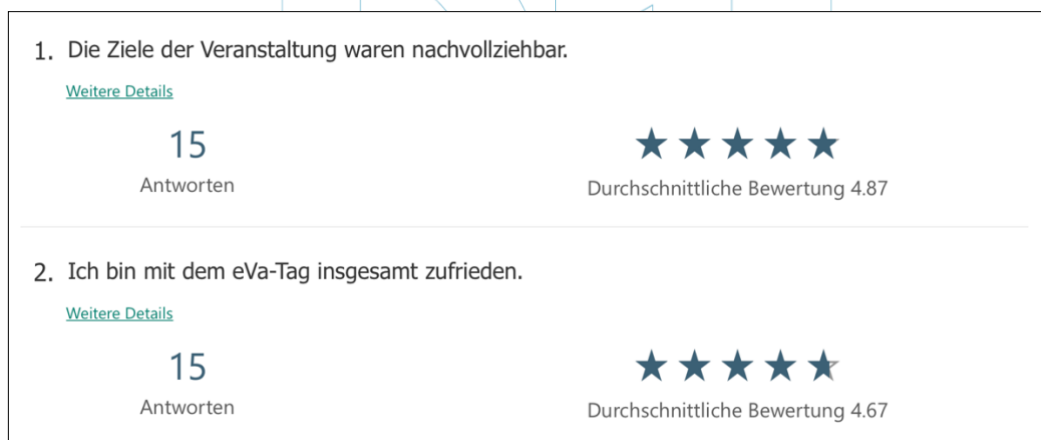 1. Die Ziele der Veranstaltung waren nachvollziehbar.
Weitere Details
15
Antworten
Durchschnittliche Bewertung 4.87
2. Ich bin mit dem eVa-Tag insgesamt zufrieden.
Weitere Details
15
Antworten
Durchschnittliche Bewertung 4.67